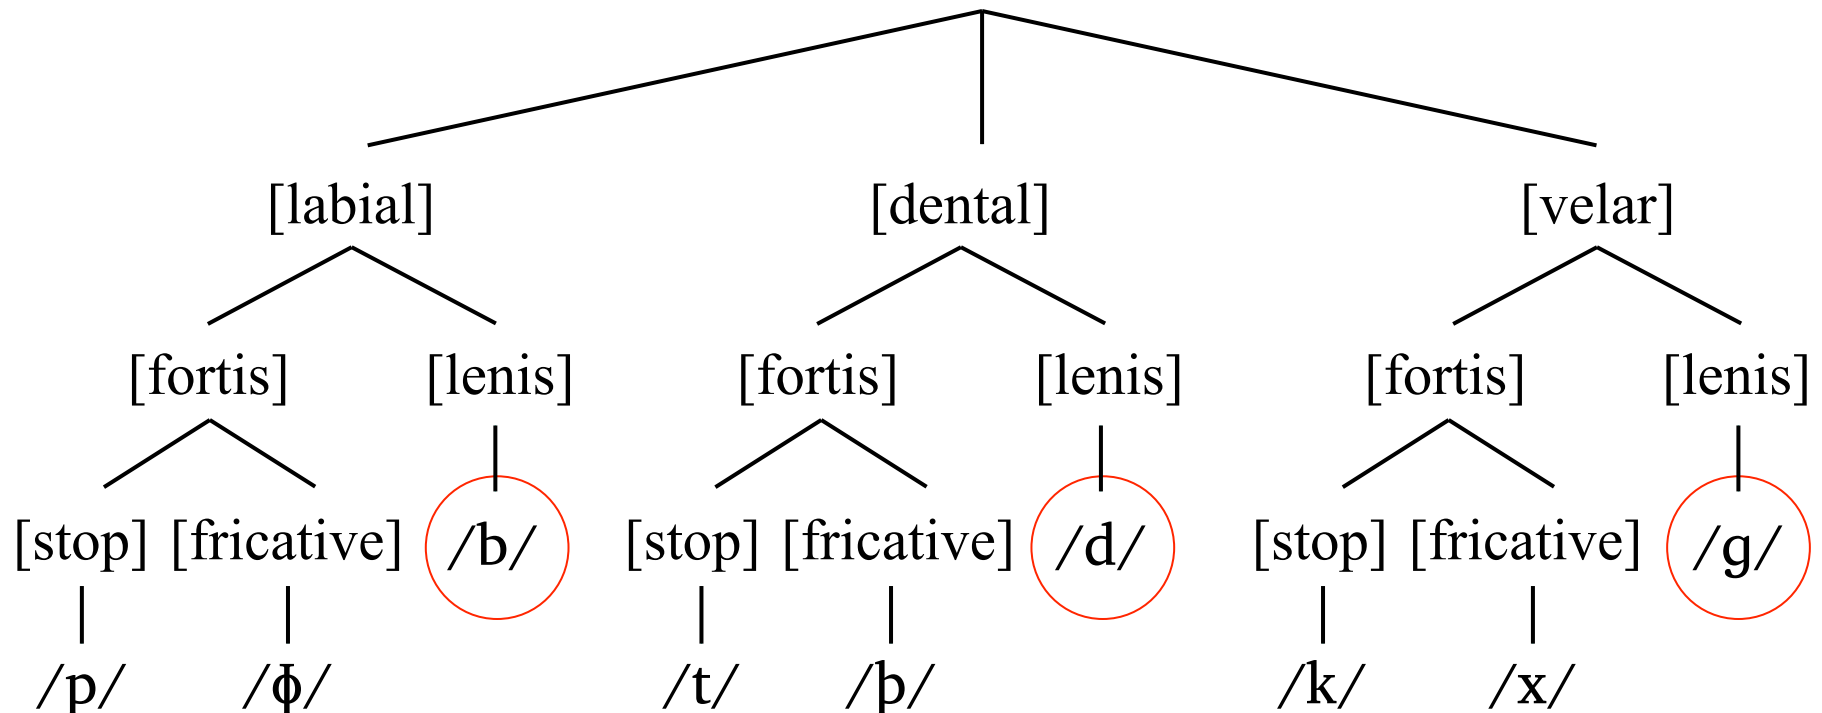 [labial] [dental] [velar]
[fortis] [lenis] [fortis] [lenis] [fortis] [lenis]
[stop] [fricative] /b/ [stop] [fricative] /d/ [stop] [fricative] /ɡ/
/p/ /ɸ/ /t/ /þ/ /k/ /x/